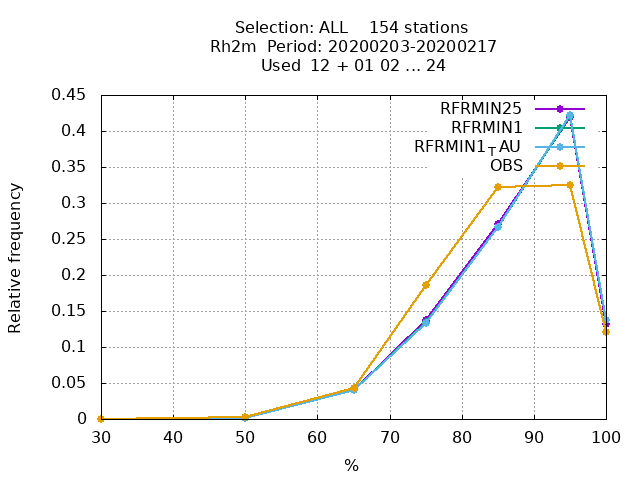 Selection: ALL    154 stations
Rh2m  Period: 20200203-20200217
Used  12 + 01 02 ... 24
0.45
0.4
0.35
0.3
0.25
0.2
0.15
0.1
0.05
0
Relative frequency
RFRMIN25
RFRMIN1
RFRMIN1TAU
OBS
30 40 50 60 70 80 90 100
%